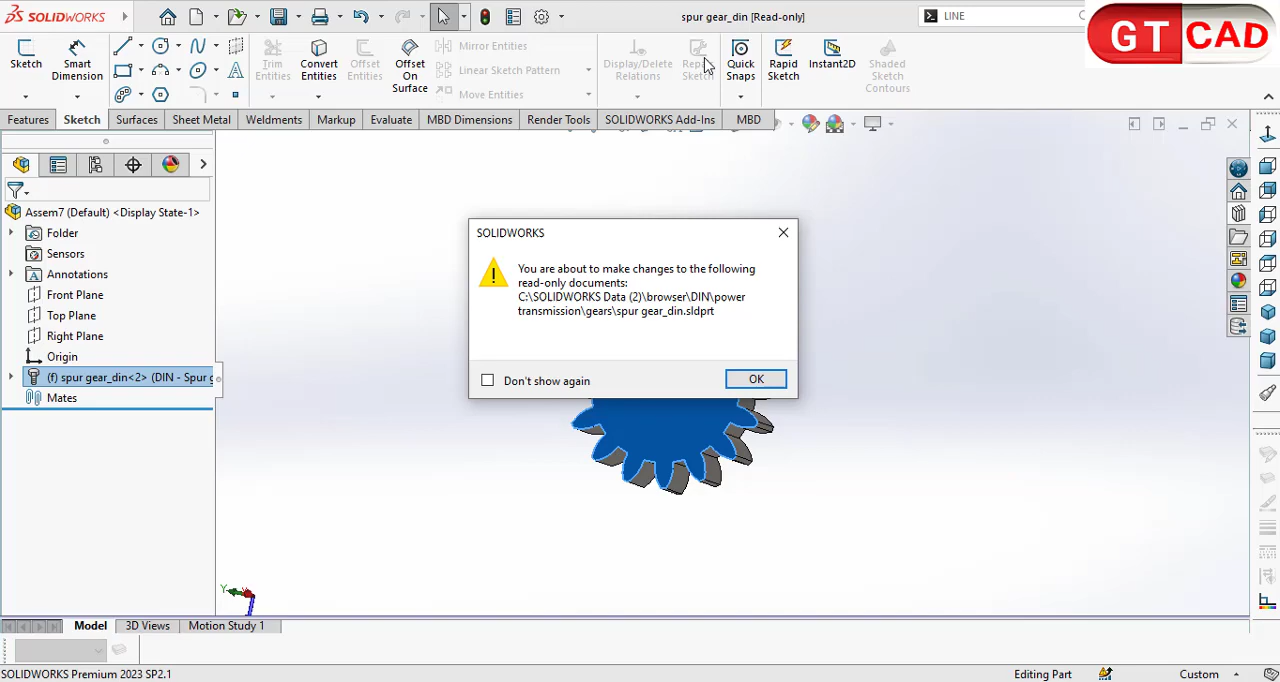 SOLIDWORKS
spur gear_din [Read-only]
LINE
GT CAD
Sketch
Smart
Dimension
Trim
Entities
Convert
Entities
Offset
Entities
Offset
On
Surface
Mirror Entities
Linear Sketch Pattern
Move Entities
Display/Delete
Relations
Sketch
Quick
Snaps
Rapid
Sketch
Instant2D
Shaded
Sketch
Contours
Features
Sketch
Surfaces
Sheet Metal
Weldments
Markup
Evaluate
MBD Dimensions
Render Tools
SOLIDWORKS Add-Ins
MBD
Assem7 (Default) <Display State-1>
Folder
Sensors
Annotations
Front Plane
Top Plane
Right Plane
Origin
(f) spur gear_din<2> (DIN - Spur g
Mates
SOLIDWORKS
You are about to make changes to the following
read only documents:
C:\SOLIDWORKS Data (2)\browser\DIN\power
transmission\gears\spur gear_din.sldprt
Don't show again
OK
Y
Model
3D Views
Motion Study 1
SOLIDWORKS Premium 2023 SP2.1
Editing Part
Custom